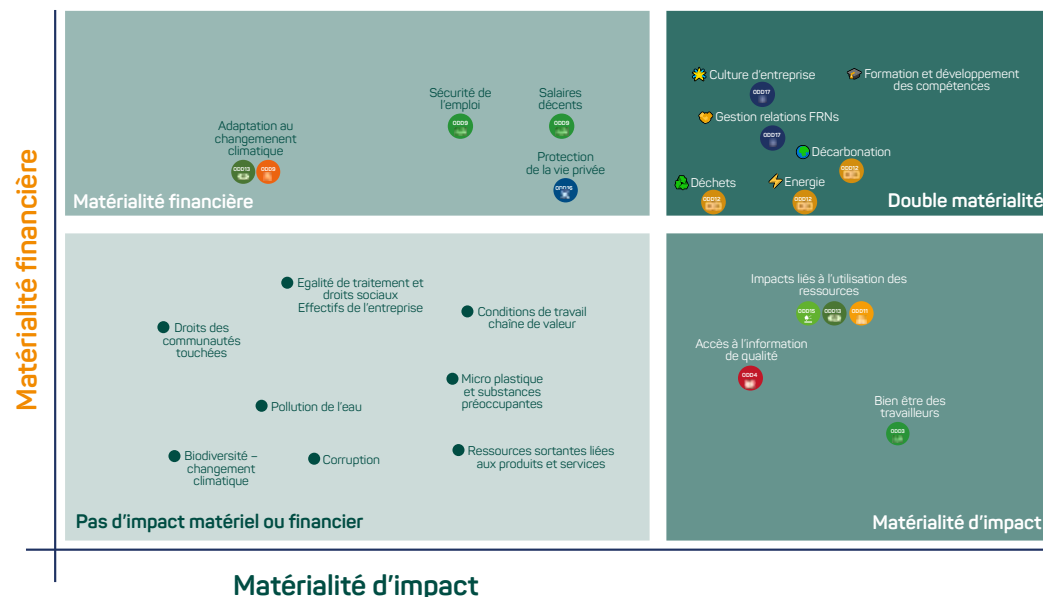 Matérialité financière
Sécurité de
l'emploi
ODD9
Salaires
décents
ODD9
Adaptation au
changemenent
climatique
ODD13
ODD9
Protection
de la vie privée
ODD16
Matérialité financière
Culture d'entreprise
ODD17
Formation et développement
des compétences
Gestion relations FRNs
ODD17
Décarbonation
ODD12
Déchets
ODD12
Energie
ODD12
Double matérialité
Egalité de traitement et
droits sociaux
Effectifs de l'entreprise
Droits des
communautés
touchées
Conditions de travail
chaîne de valeur
Micro plastique
et substances
préoccupantes
Pollution de l'eau
Biodiversité –
changement
climatique
Corruption
Ressources sortantes liées
aux produits et services
Pas d'impact matériel ou financier
Impacts liés à l'utilisation des
ressources
ODD15
ODD13
ODD11
Accès à l'information
de qualité
ODD4
Bien être des
travailleurs
Matérialité d'impact
Matérialité d'impact